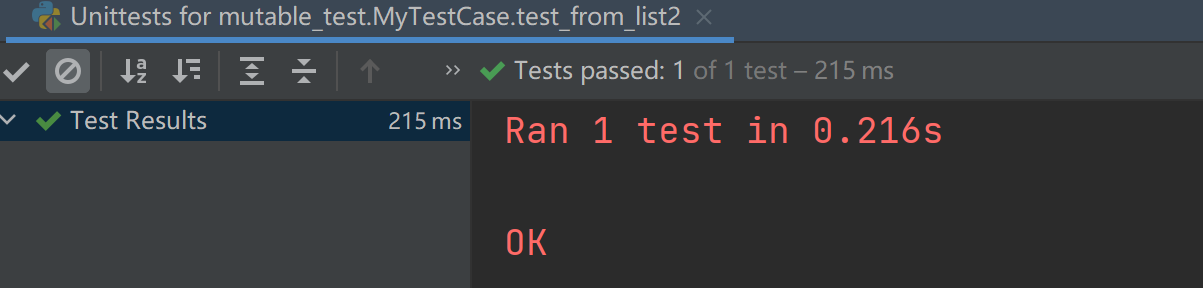 Unittests for mutable_test.MyTestCase.test_from_list2
Tests passed: 1 of 1 test – 215 ms
Test Results 215 ms
Ran 1 test in 0.216s
OK